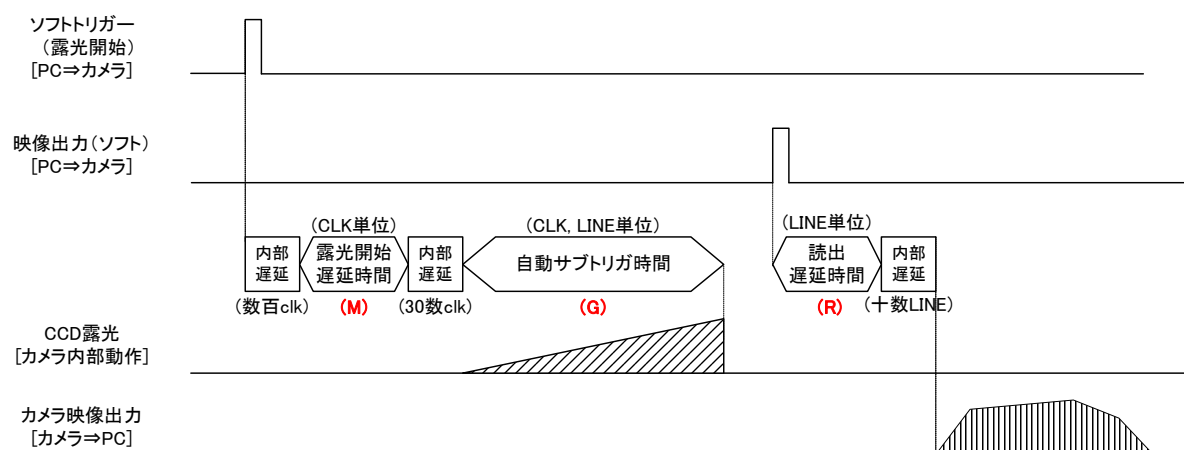 ソフトトリガー
（露光開始）
[PC⇒カメラ]
映像出力（ソフト）
[PC⇒カメラ]
（CLK単位）
（CLK, LINE単位）
（LINE単位）
内部
遅延
露光開始
遅延時間
内部
遅延
自動サブトリガ時間
読出
遅延時間
内部
遅延
（数百clk）
（M）
（30数clk）
（G）
（R）
（十数LINE）
CCD露光
[カメラ内部動作]
カメラ映像出力
[カメラ⇒PC]